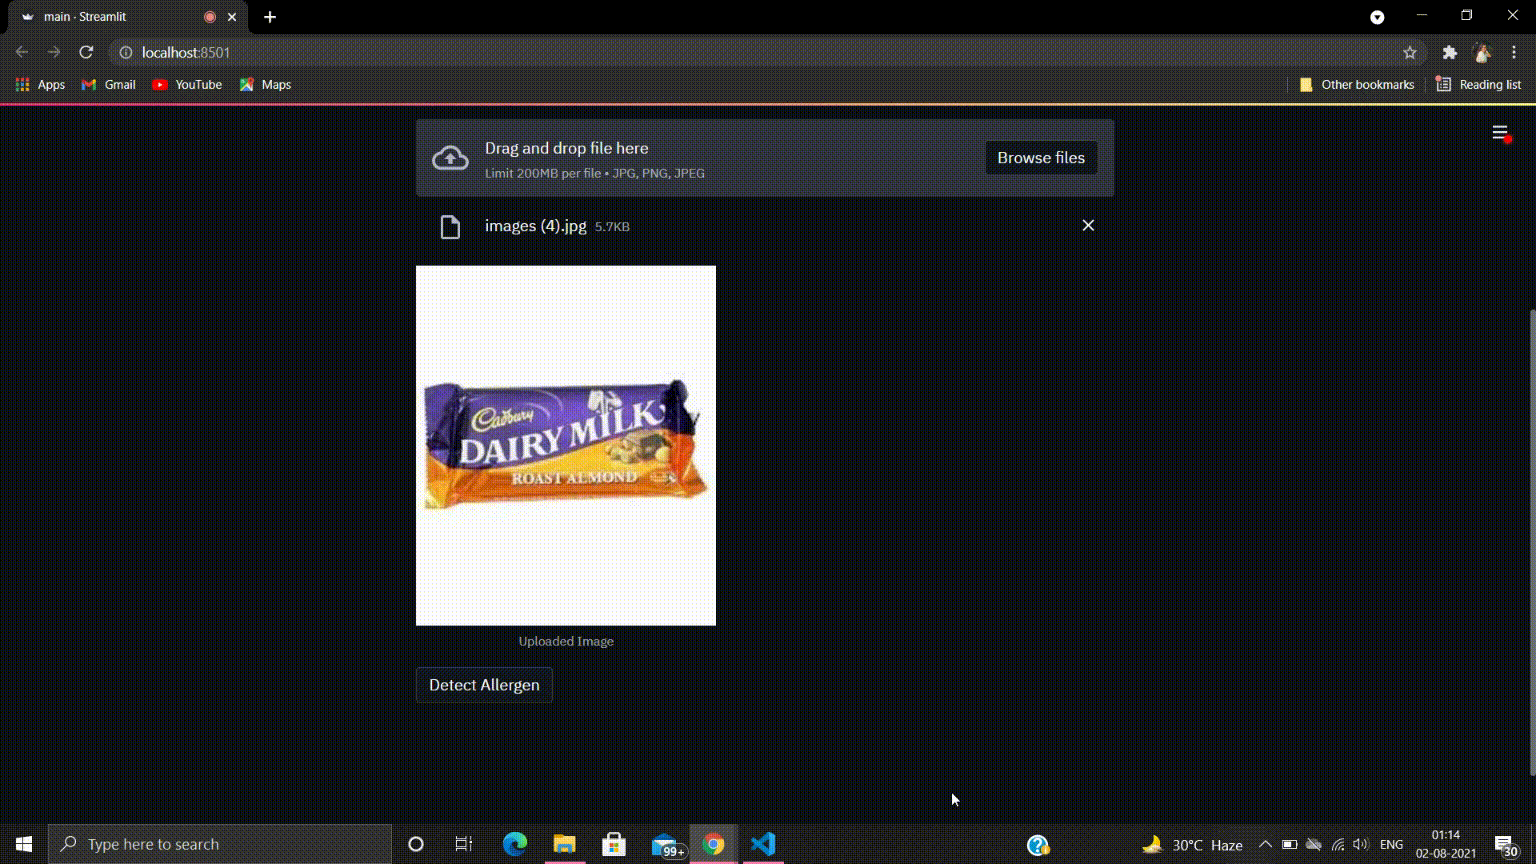 main · Streamlit
localhost:8501
Apps Gmail YouTube Maps Other bookmarks Reading list
Drag and drop file here
Limit 200MB per file • JPG, PNG, JPEG
Browse files
images (4).jpg 5.7KB
Cadbury
DAIRY MILK
ROAST ALMOND
Uploaded Image
Detect Allergen
Type here to search
99+
30°C Haze
ENG
01:14
02-08-2021
30